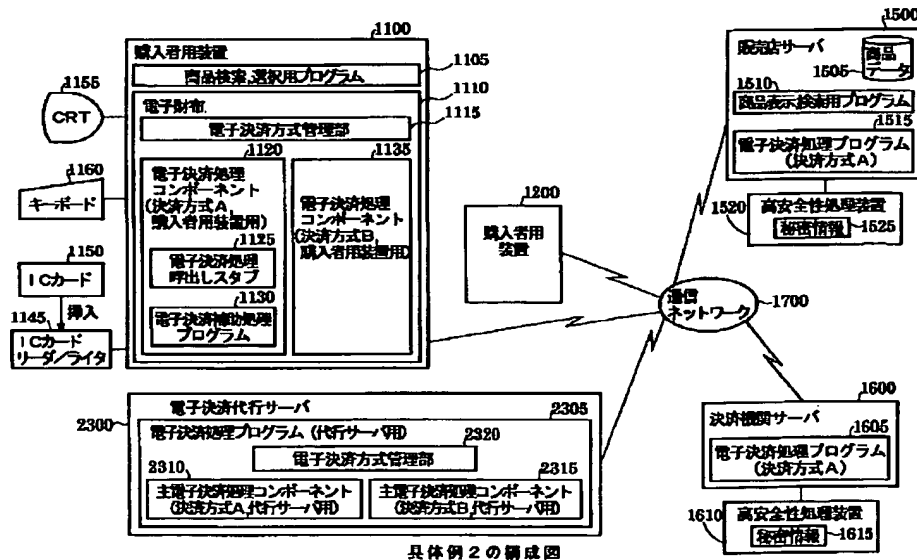 1100
購入者用装置
1105
商品検索、選択用プログラム
1110
電子財布
1115
電子決済方式管理部
1155
CRT
1160
キーボード
1150
ICカード
挿入
1145
ICカード
リーダ/ライタ
1120
電子決済処理
コンポーネント
(決済方式A、
購入者用装置用)
1125
電子決済処理
呼出しスタブ
1130
電子決済補助処理
プログラム
1135
電子決済処理
コンポーネント
(決済方式B、
購入者用装置用)
1200
購入者用
装置
1500
販売店サーバ
商品
データ
1505
1510
商品表示、検索用プログラム
1515
電子決済処理プログラム
(決済方式A)
1520
高安全性処理装置
秘密情報
1525
通信
ネットワーク
1700
1600
決済機関サーバ
1605
電子決済処理プログラム
(決済方式A)
1610
高安全性処理装置
秘密情報
1615
2300
電子決済代行サーバ
2305
電子決済処理プログラム(代行サーバ用)
2320
電子決済方式管理部
2310
主電子決済処理コンポーネント
(決済方式A、代行サーバ用)
2315
主電子決済処理コンポーネント
(決済方式B、代行サーバ用)
具体例2の構成図